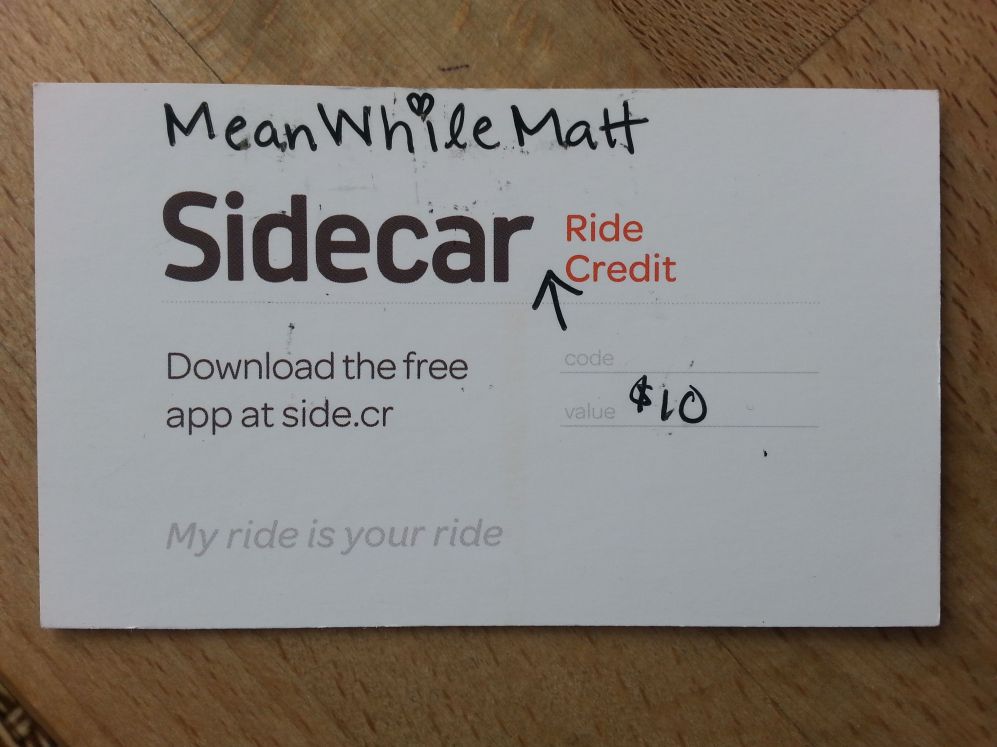 MeanWhileMatt
Sidecar
Ride
Credit
Download the free
app at side.cr
code
value $10
My ride is your ride